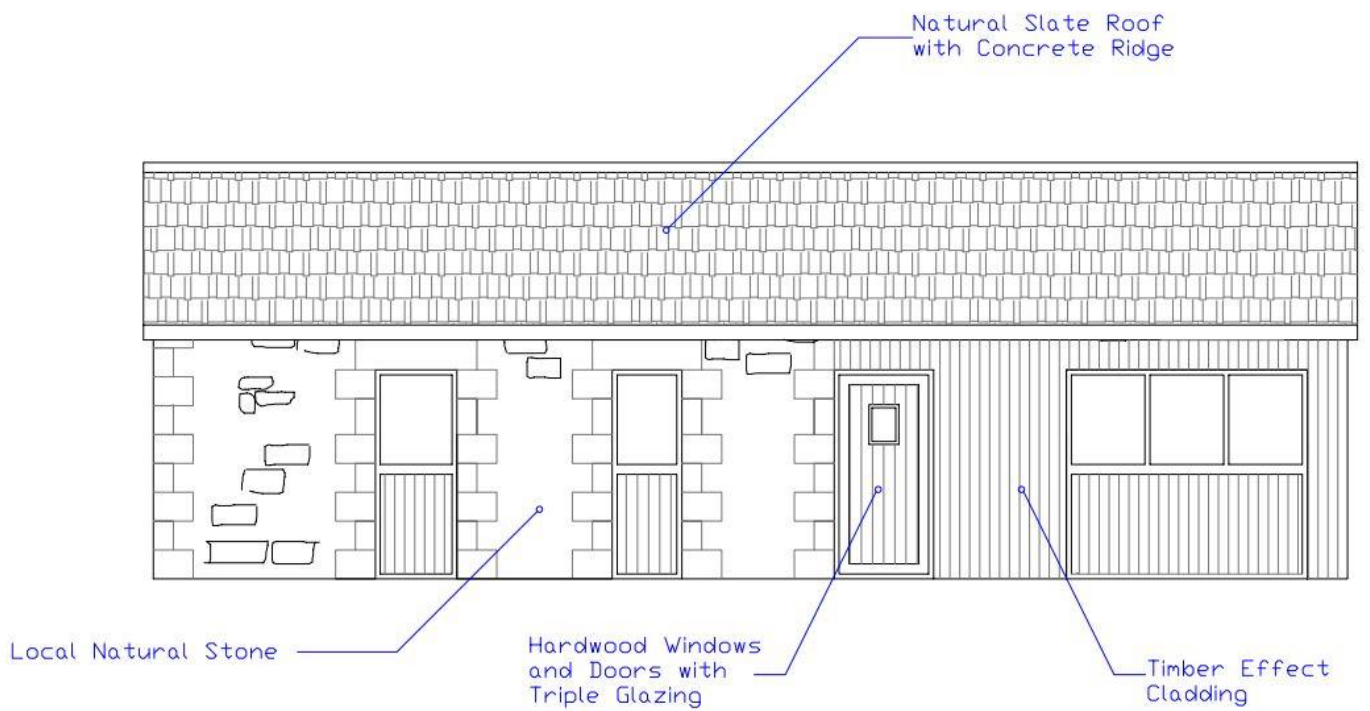 Natural Slate Roof
with Concrete Ridge
Local Natural Stone
Hardwood Windows
and Doors with
Triple Glazing
Timber Effect
Cladding